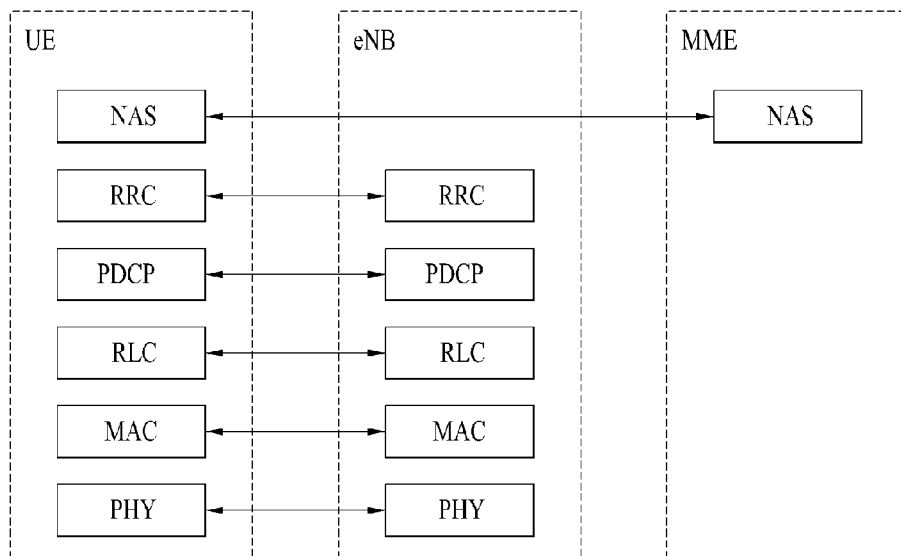 UE eNB MME
NAS NAS
RRC RRC
PDCP PDCP
RLC RLC
MAC MAC
PHY PHY